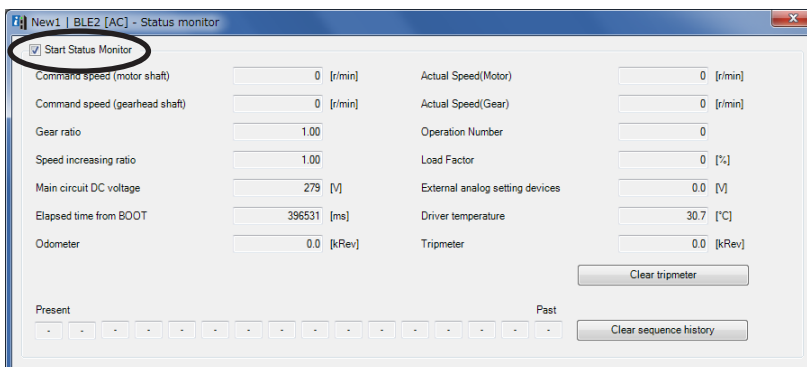 New1 | BLE2 [AC] - Status monitor
Start Status Monitor
Command speed (motor shaft) 0 [r/min] Actual Speed(Motor) 0 [r/min]
Command speed (gearhead shaft) 0 [r/min] Actual Speed(Gear) 0 [r/min]
Gear ratio 1.00 Operation Number 0
Speed increasing ratio 1.00 Load Factor 0 [%]
Main circuit DC voltage 279 [V] External analog setting devices 0.0 [V]
Elapsed time from BOOT 396531 [ms] Driver temperature 30.7 [°C]
Odometer 0.0 [kRev] Tripmeter 0.0 [kRev]
Clear tripmeter
Present Past
- - - - - - - - - - - - - - - - Clear sequence history